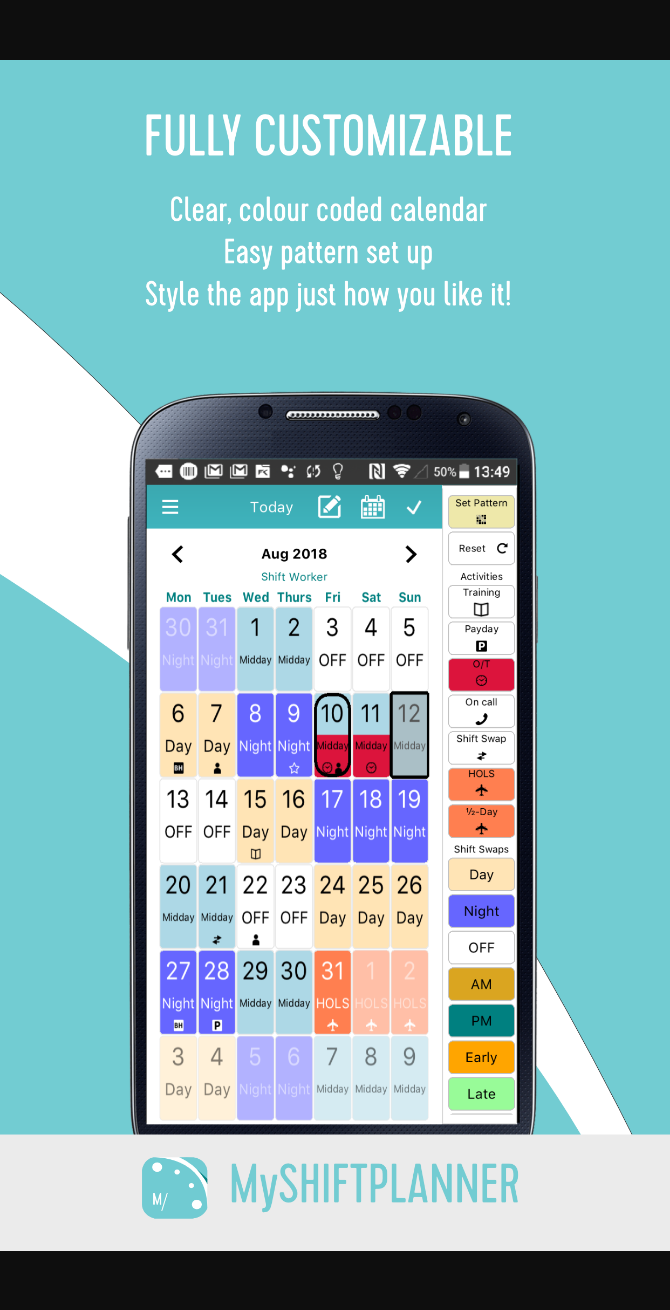 FULLY CUSTOMIZABLE
Clear, colour coded calendar
Easy pattern set up
Style the app just how you like it!
50% 13:49
Today
Aug 2018
Shift Worker
Mon Tues Wed Thurs Fri Sat Sun
30 31 1 2 3 4 5
Night Night Midday Midday OFF OFF OFF
6 7 8 9 10 11 12
Day Day Night Night Midday Midday Midday
BH
13 14 15 16 17 18 19
OFF OFF Day Day Night Night Night
20 21 22 23 24 25 26
Midday Midday OFF OFF Day Day Day
27 28 29 30 31 1 2
Night Night Midday Midday HOLS HOLS HOLS
BH P
3 4 5 6 7 8 9
Day Day Night Night Midday Midday Midday
Set Pattern
Reset
Activities
Training
Payday
P
O/T
On call
Shift Swap
HOLS
½-Day
Shift Swaps
Day
Night
OFF
AM
PM
Early
Late
M/ MySHIFTPLANNER